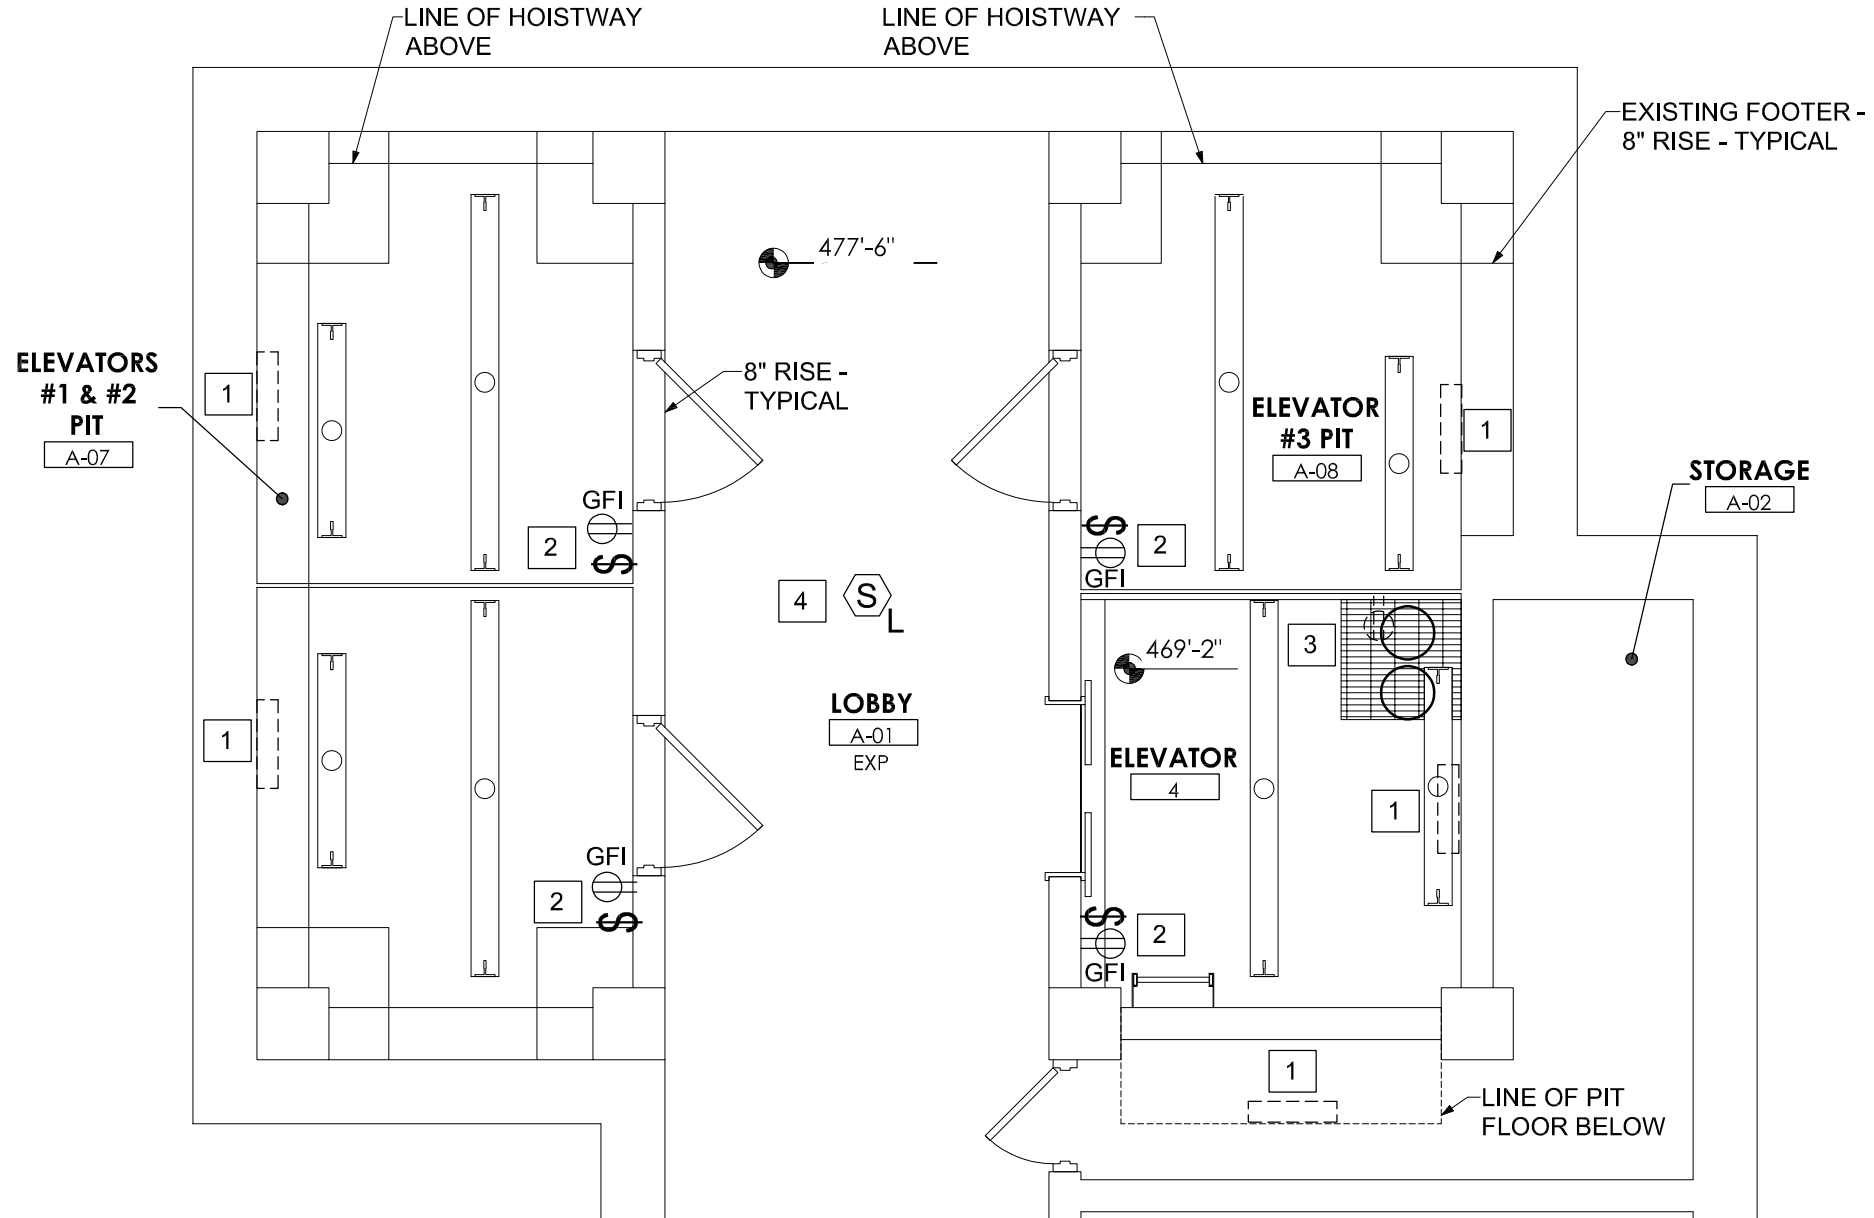 LINE OF HOISTWAY
ABOVE
LINE OF HOISTWAY
ABOVE
EXISTING FOOTER -
8" RISE - TYPICAL
477'-6"
ELEVATORS
#1 & #2
PIT
A-07
1
8" RISE -
TYPICAL
ELEVATOR
#3 PIT
A-08
1
STORAGE
A-02
GFI
2
$
$
2
GFI
4
S
L
469'-2"
3
LOBBY
A-01
EXP
1
ELEVATOR
4
1
GFI
2
$
$
2
GFI
1
LINE OF PIT
FLOOR BELOW